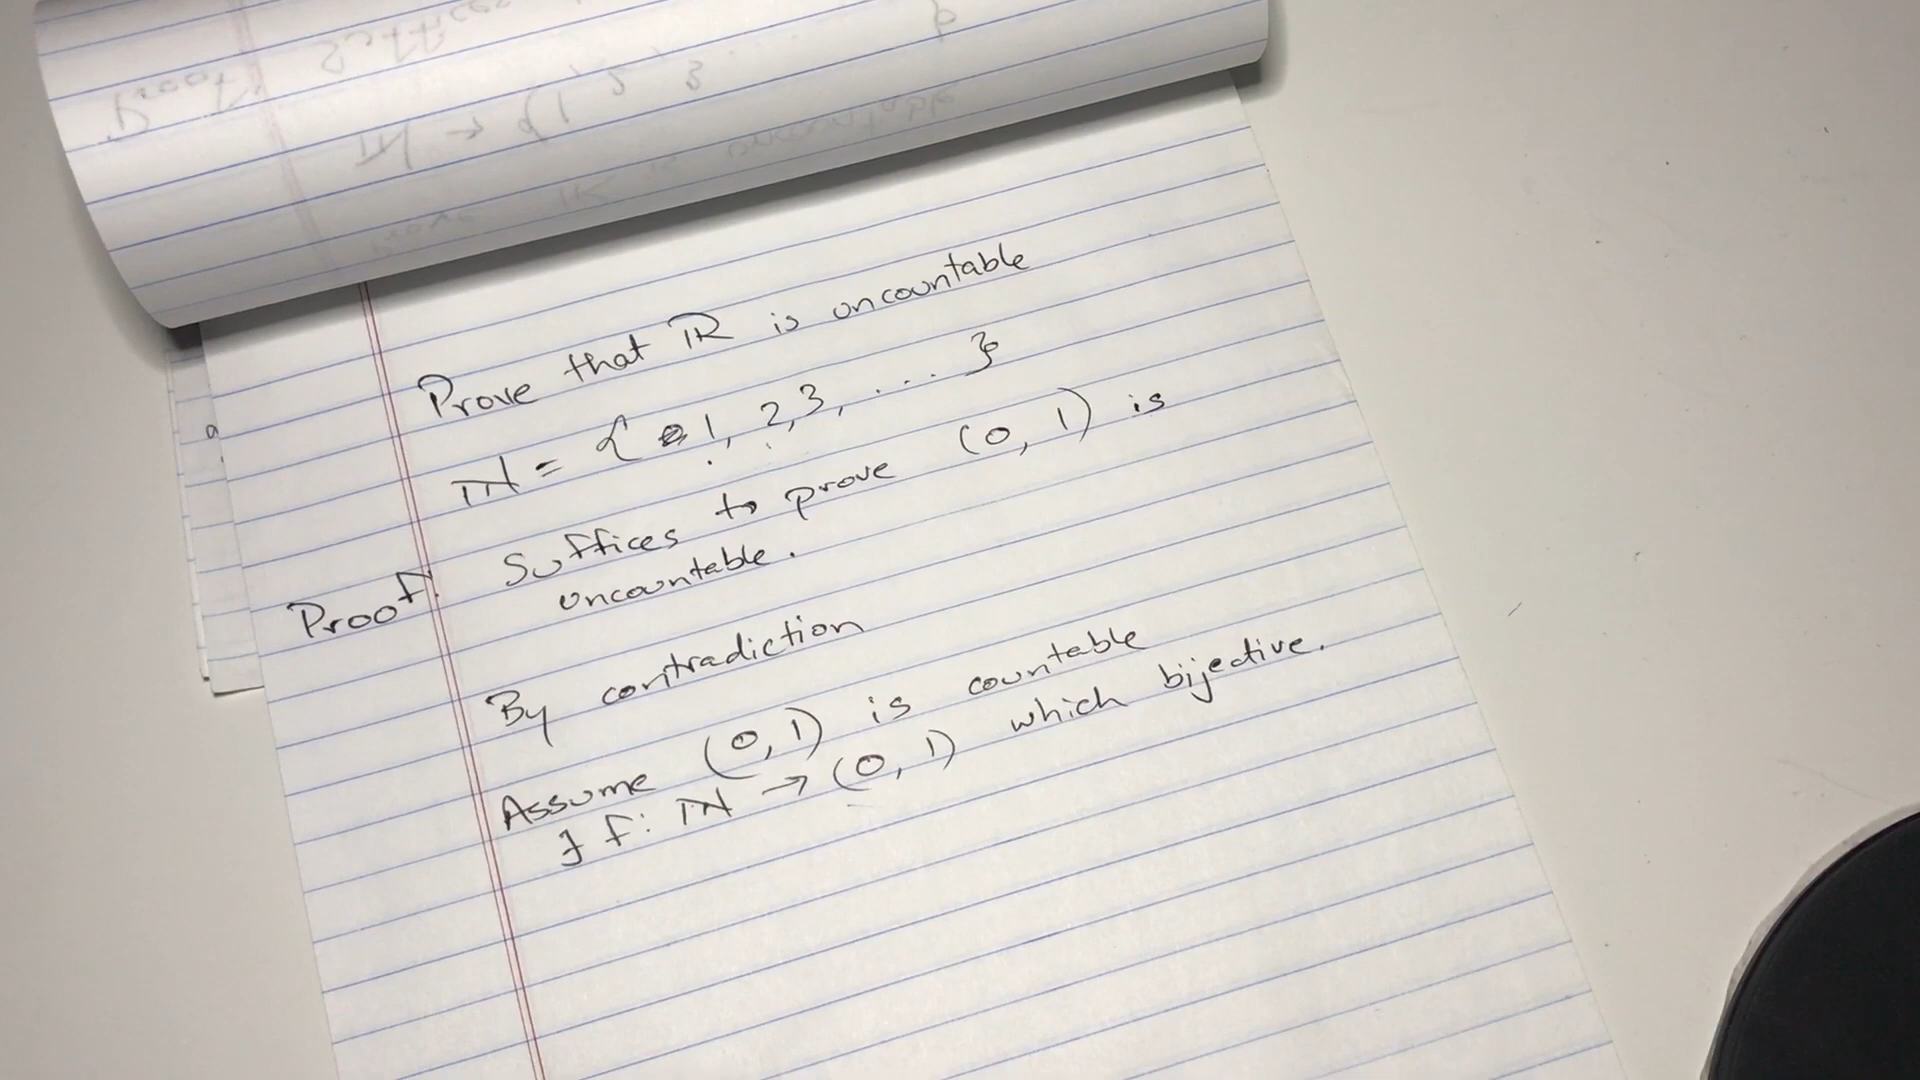 Prove that ℝ is uncountable
ℕ = { 1, 2, 3, ... }
Proof: Suffices to prove (0, 1) is
uncountable.
By contradiction
Assume (0, 1) is countable
∃ f: ℕ → (0, 1) which bijective.